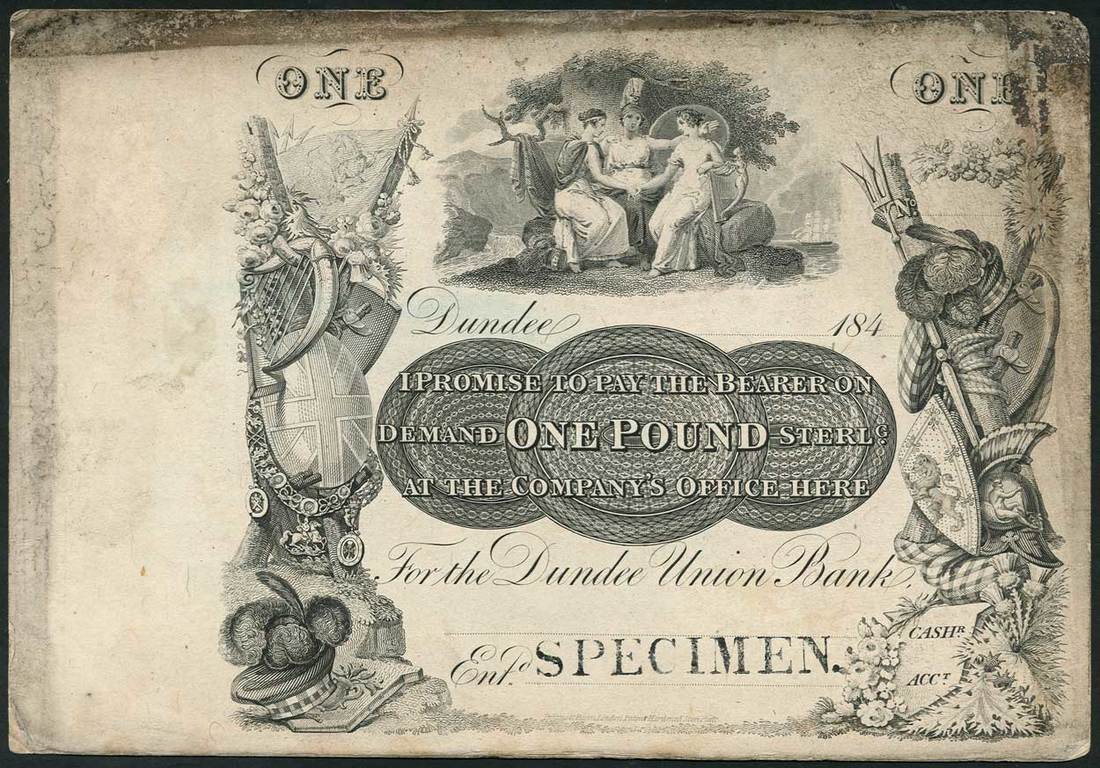 ONE ONE
No
Dundee 184
I PROMISE TO PAY THE BEARER ON
DEMAND ONE POUND STERLG.
AT THE COMPANY'S OFFICE HERE
For the Dundee Union Bank.
CASHR.
Entd. SPECIMEN.
ACCT.